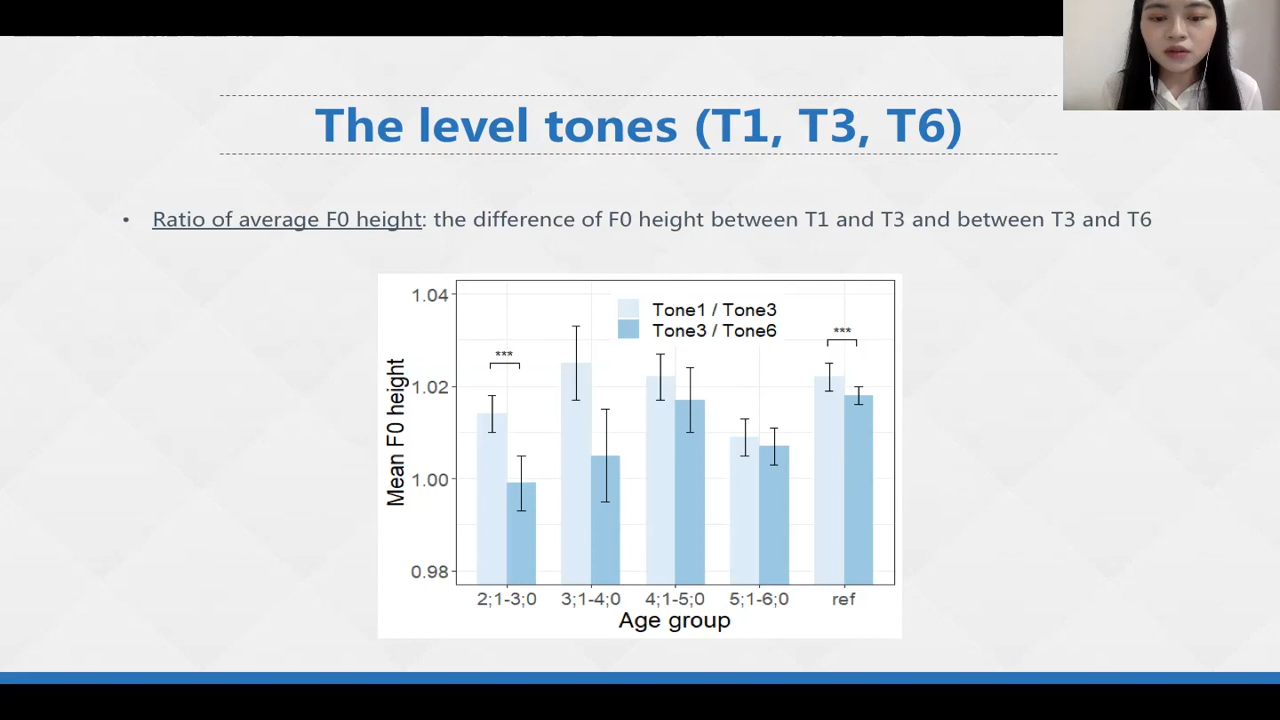 The level tones (T1, T3, T6)
• Ratio of average F0 height: the difference of F0 height between T1 and T3 and between T3 and T6
Tone1 / Tone3
Tone3 / Tone6
***
***
1.04
1.02
1.00
0.98
Mean F0 height
2;1-3;0 3;1-4;0 4;1-5;0 5;1-6;0 ref
Age group